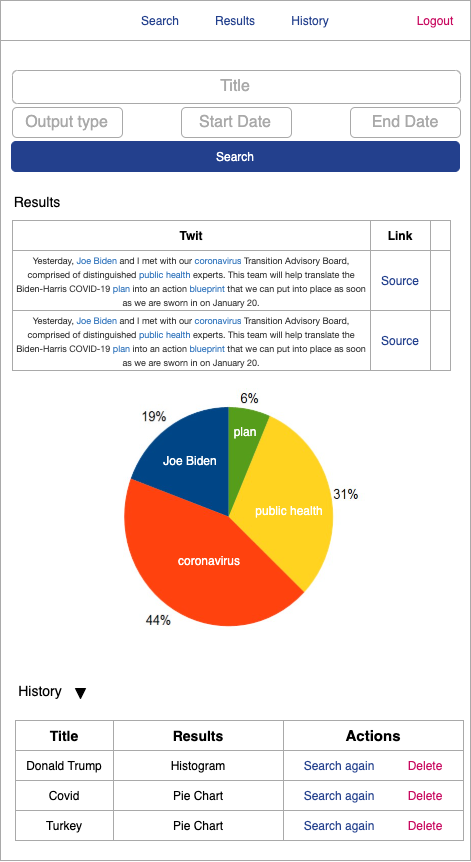 Search Results History Logout
Title
Output type Start Date End Date
Search
Results
Twit Link
Yesterday, Joe Biden and I met with our coronavirus Transition Advisory Board,
comprised of distinguished public health experts. This team will help translate the
Biden-Harris COVID-19 plan into an action blueprint that we can put into place as soon
as we are sworn in on January 20.
Source
Yesterday, Joe Biden and I met with our coronavirus Transition Advisory Board,
comprised of distinguished public health experts. This team will help translate the
Biden-Harris COVID-19 plan into an action blueprint that we can put into place as soon
as we are sworn in on January 20.
Source
6%
19%
plan
Joe Biden
31%
public health
coronavirus
44%
History ▼
Title Results Actions
Donald Trump Histogram Search again Delete
Covid Pie Chart Search again Delete
Turkey Pie Chart Search again Delete